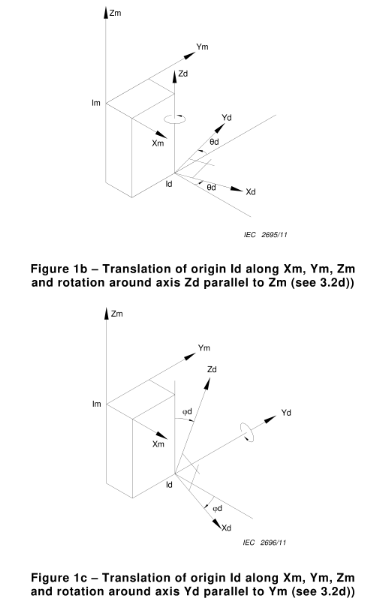 Zm
Ym
Zd
Im
Yd
Xm
θd
Id
θd
Xd
IEC 2695/11
Figure 1b – Translation of origin Id along Xm, Ym, Zm
and rotation around axis Zd parallel to Zm (see 3.2d))
Zm
Ym
Zd
Im
φd
Yd
Xm
Id
φd
Xd
IEC 2696/11
Figure 1c – Translation of origin Id along Xm, Ym, Zm
and rotation around axis Yd parallel to Ym (see 3.2d))